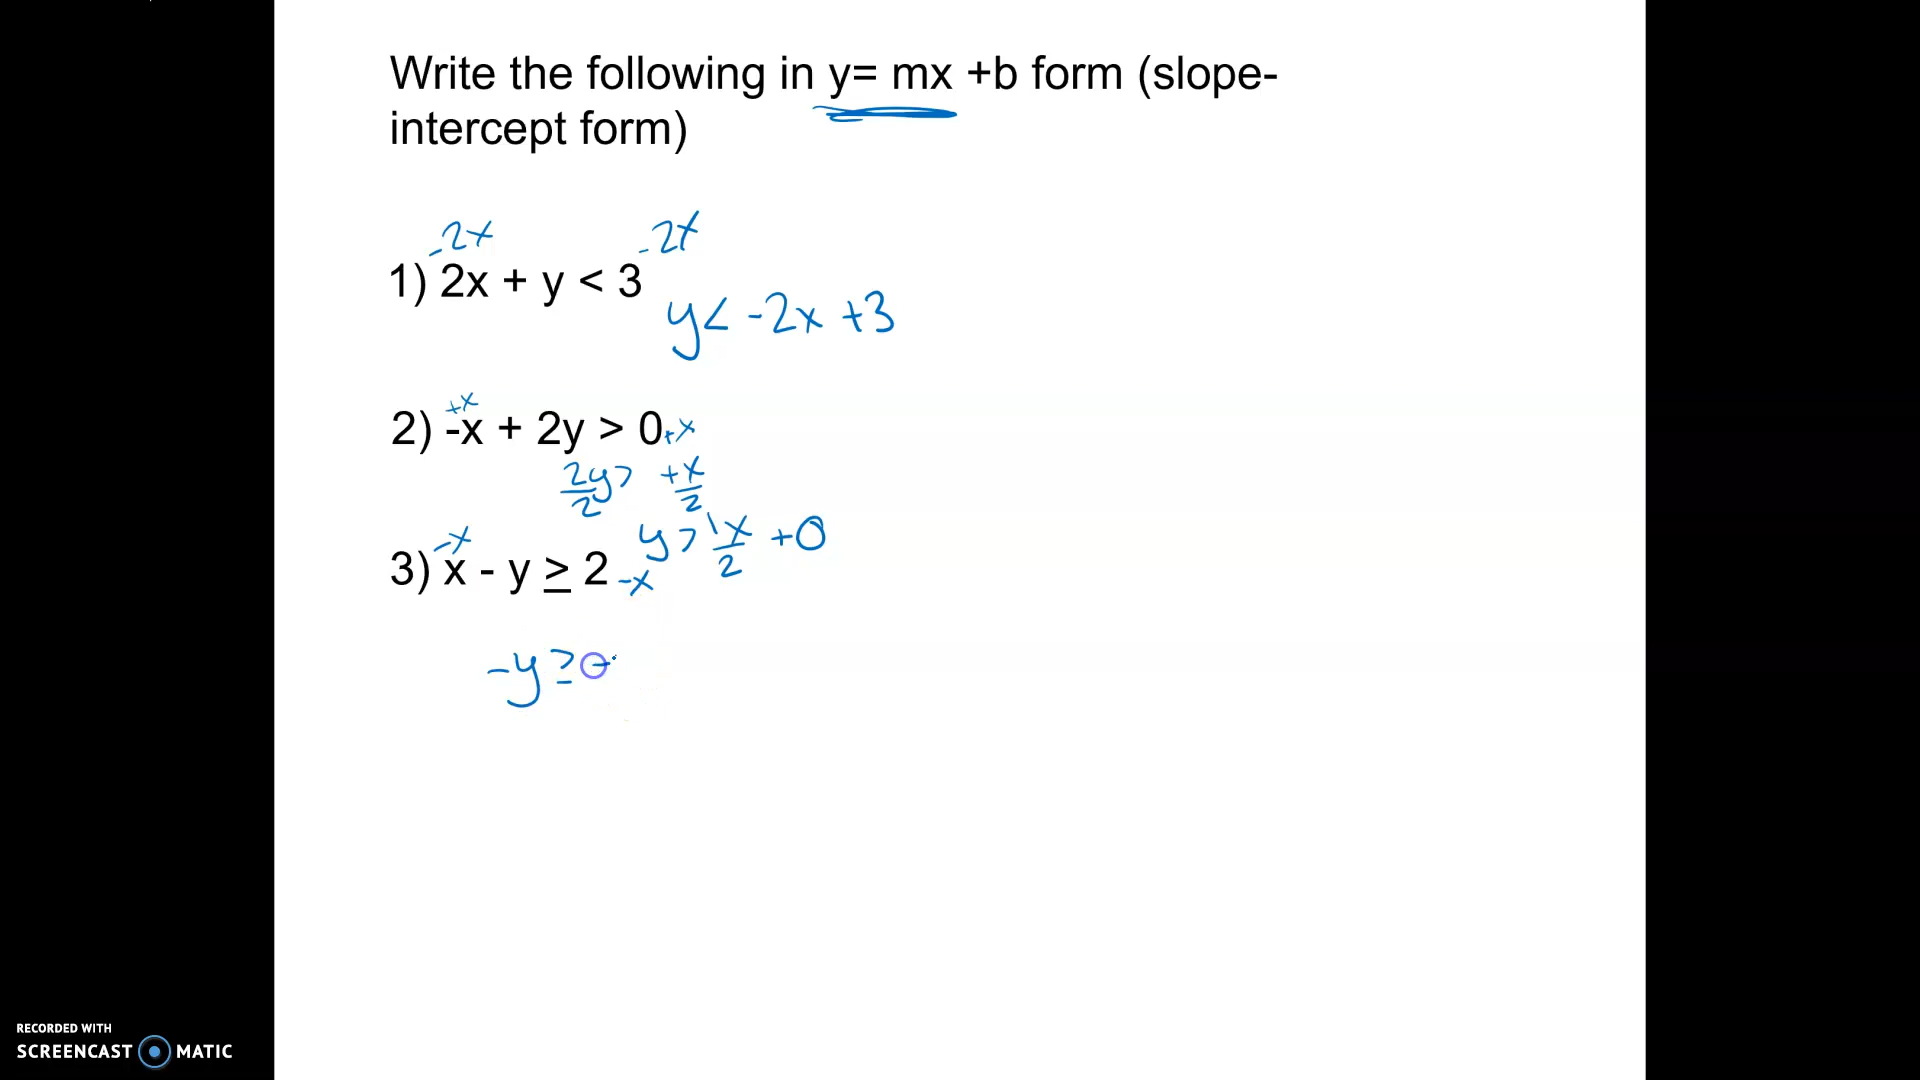 Write the following in y= mx +b form (slope-
intercept form)
-2x -2x
1) 2x + y < 3
y< -2x +3
+x
2) -x + 2y > 0 +x
2y> +x
2 2
-x y > 1x +0
2
3) x - y ≥ 2 -x
-y ≥ -
RECORDED WITH
SCREENCAST MATIC